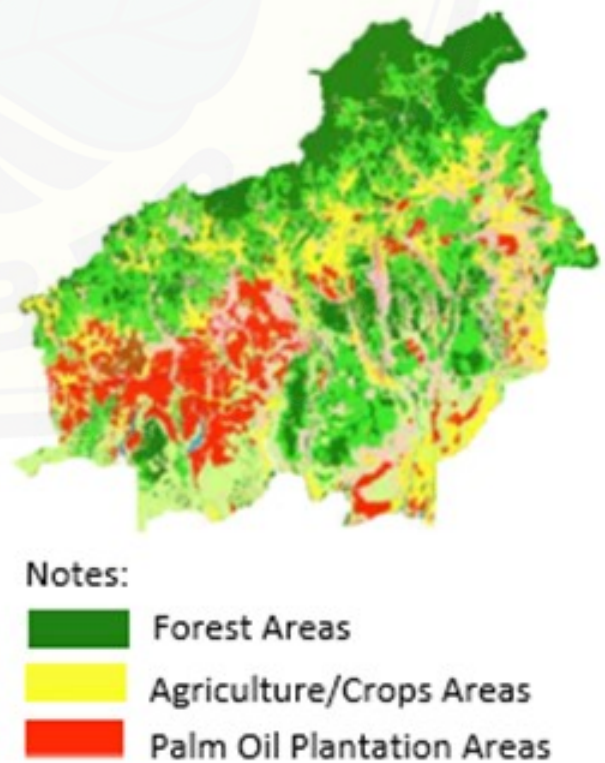 Notes:
Forest Areas
Agriculture/Crops Areas
Palm Oil Plantation Areas